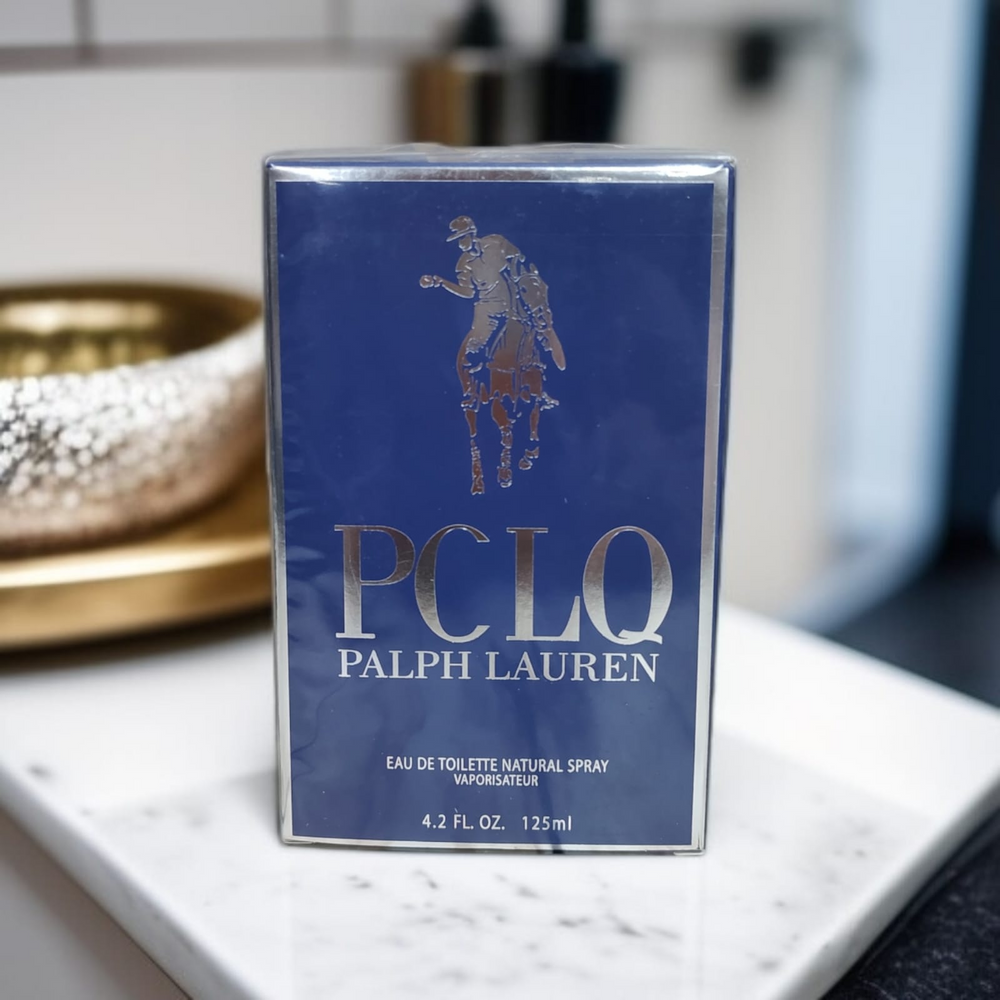 PCLQ
PALPH LAUREN
EAU DE TOILETTE NATURAL SPRAY
VAPORISATEUR
4.2 FL. OZ. 125ml